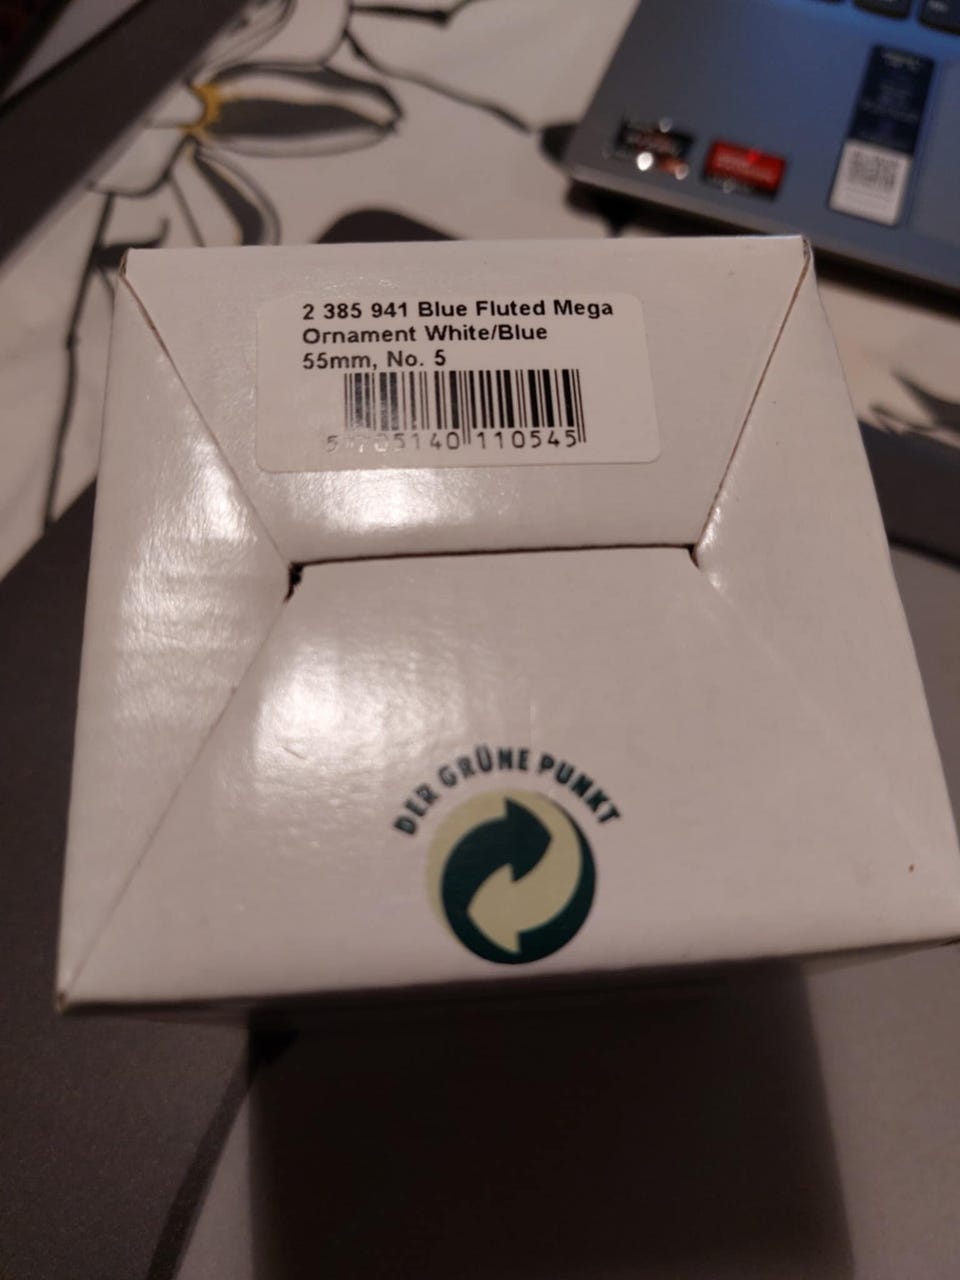 2 385 941 Blue Fluted Mega
Ornament White/Blue
55mm, No. 5
5 705140 110545
DER GRÜNE PUNKT